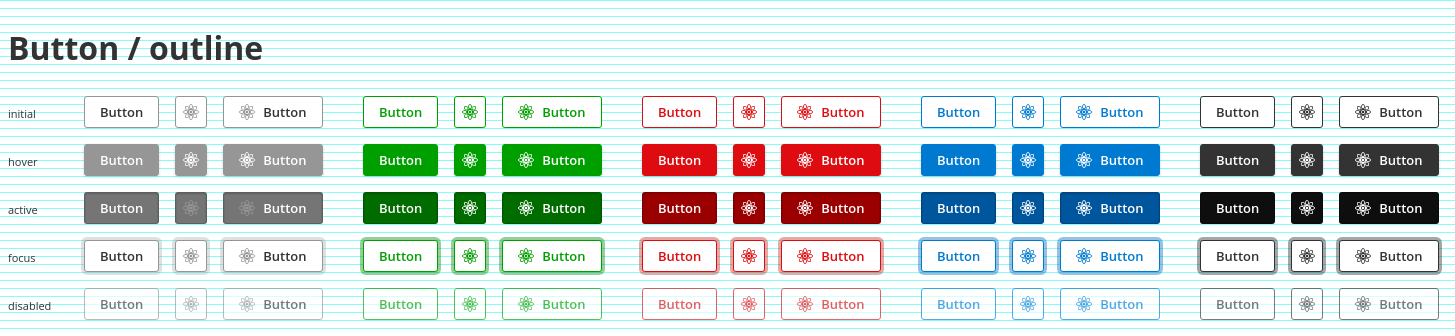 Button / outline
initial Button Button Button Button Button Button Button Button Button Button
hover Button Button Button Button Button Button Button Button Button Button
active Button Button Button Button Button Button Button Button Button Button
focus Button Button Button Button Button Button Button Button Button Button
disabled Button Button Button Button Button Button Button Button Button Button